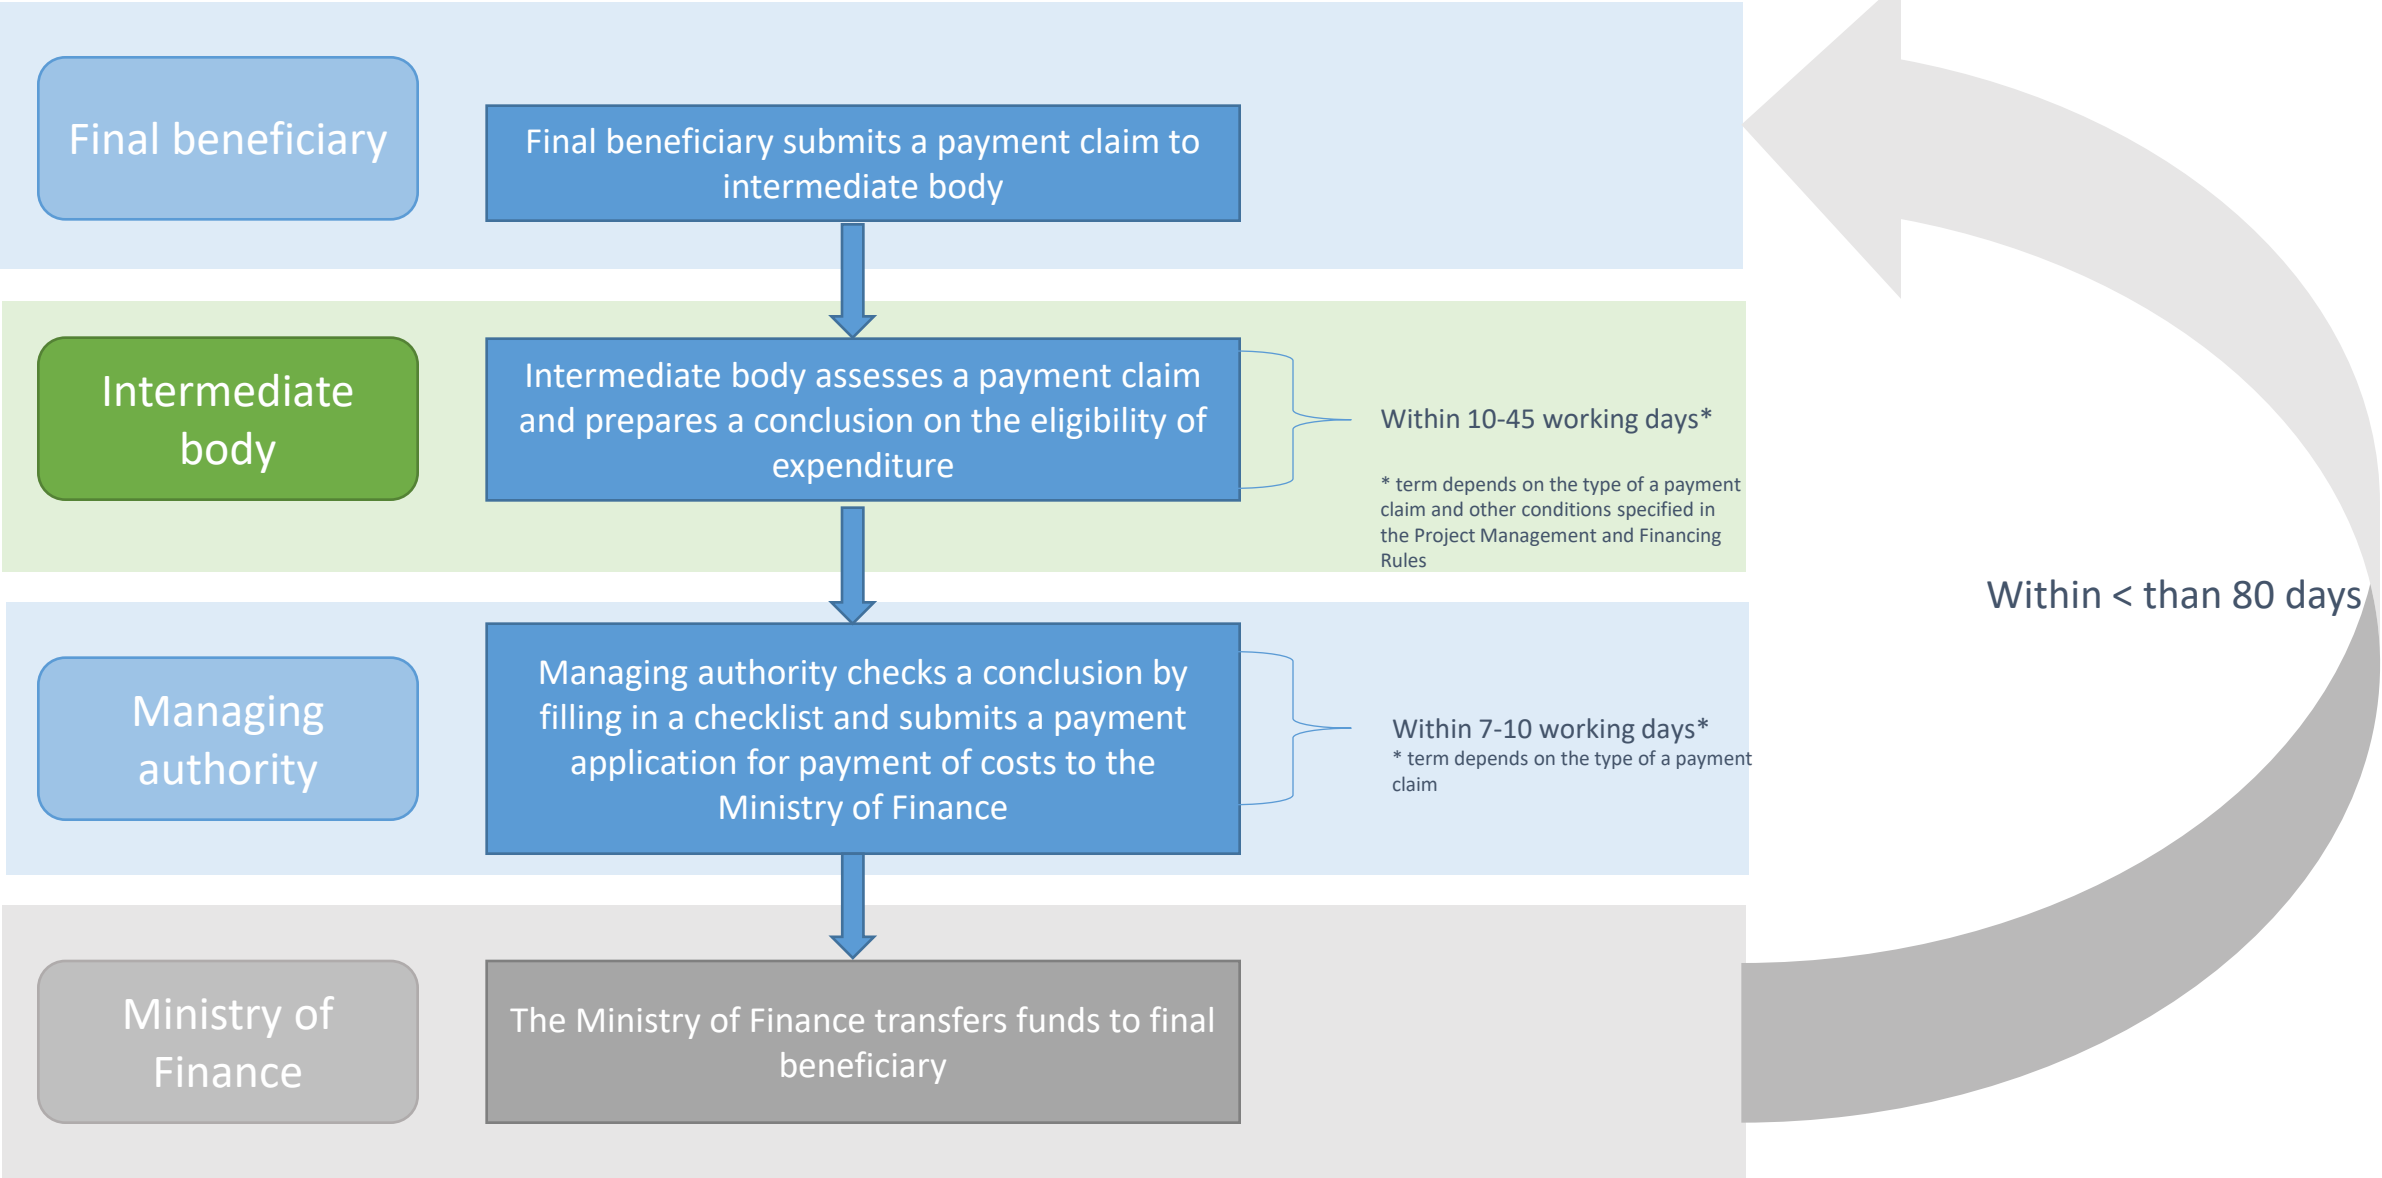 Final beneficiary
Final beneficiary submits a payment claim to
intermediate body
Intermediate
body
Intermediate body assesses a payment claim
and prepares a conclusion on the eligibility of
expenditure
Within 10-45 working days*
* term depends on the type of a payment
claim and other conditions specified in
the Project Management and Financing
Rules
Within < than 80 days
Managing
authority
Managing authority checks a conclusion by
filling in a checklist and submits a payment
application for payment of costs to the
Ministry of Finance
Within 7-10 working days*
* term depends on the type of a payment
claim
Ministry of
Finance
The Ministry of Finance transfers funds to final
beneficiary